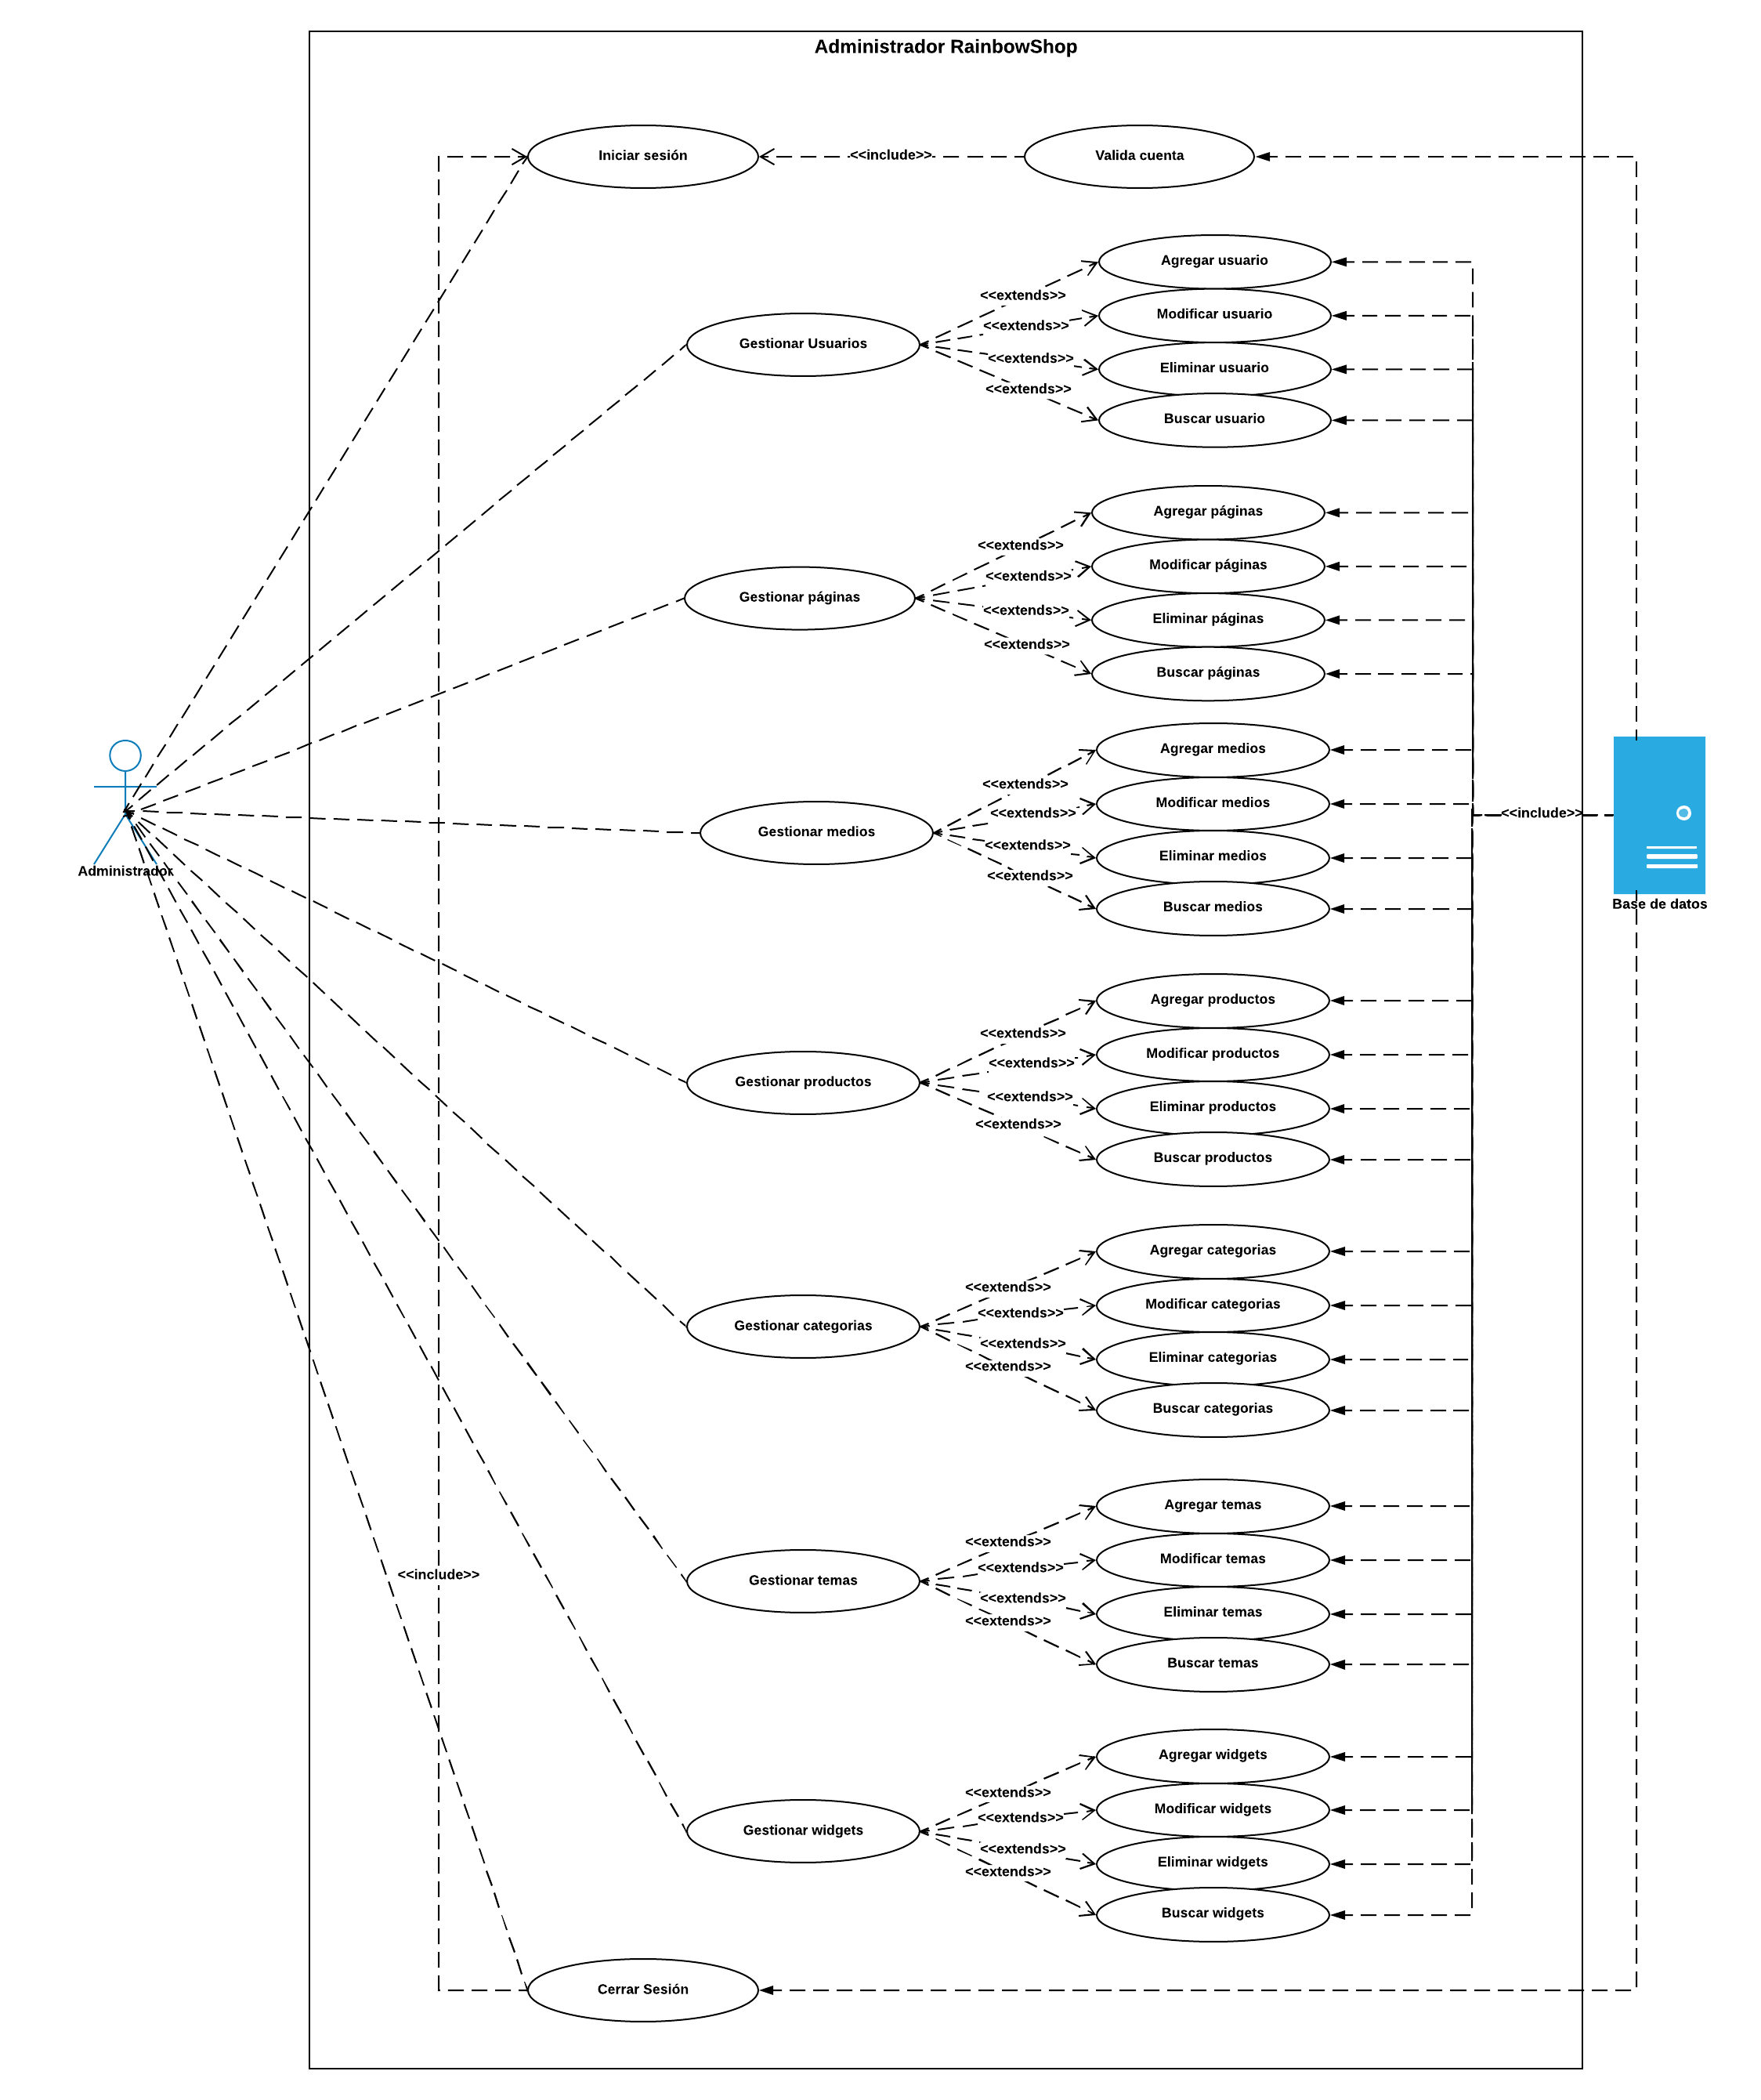 Administrador RainbowShop
Iniciar sesión
<<include>>
Valida cuenta
Agregar usuario
<<extends>>
Modificar usuario
<<extends>>
Gestionar Usuarios
<<extends>>
Eliminar usuario
<<extends>>
Buscar usuario
Agregar páginas
<<extends>>
Modificar páginas
<<extends>>
Gestionar páginas
<<extends>>
Eliminar páginas
<<extends>>
Buscar páginas
Agregar medios
<<extends>>
Modificar medios
<<extends>>
<<include>>
Gestionar medios
<<extends>>
Eliminar medios
Administrador
<<extends>>
Buscar medios
Base de datos
Agregar productos
<<extends>>
Modificar productos
<<extends>>
Gestionar productos
<<extends>>
Eliminar productos
<<extends>>
Buscar productos
Agregar categorias
<<extends>>
Modificar categorias
<<extends>>
Gestionar categorias
<<extends>>
Eliminar categorias
<<extends>>
Buscar categorias
Agregar temas
<<extends>>
Modificar temas
<<extends>>
<<include>>
Gestionar temas
<<extends>>
Eliminar temas
<<extends>>
Buscar temas
Agregar widgets
<<extends>>
Modificar widgets
<<extends>>
Gestionar widgets
<<extends>>
Eliminar widgets
<<extends>>
Buscar widgets
Cerrar Sesión